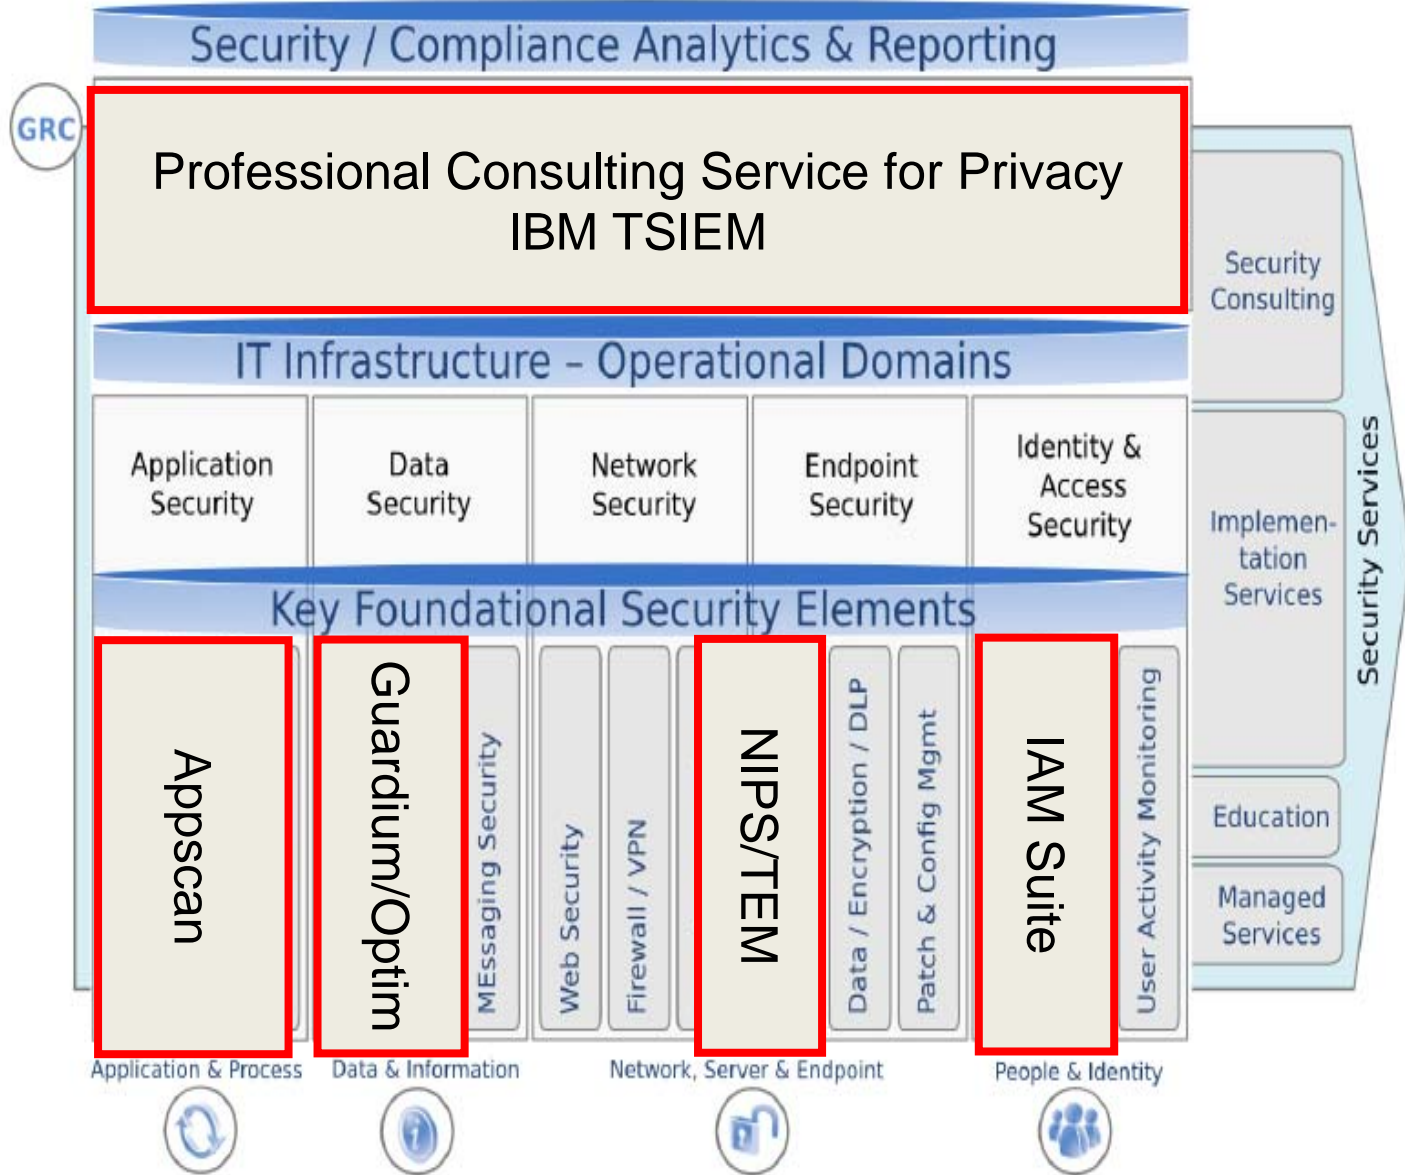 Security / Compliance Analytics & Reporting
GRC
Professional Consulting Service for Privacy
IBM TSIEM
IT Infrastructure – Operational Domains
Application
Security
Data
Security
Network
Security
Endpoint
Security
Identity &
Access
Security
Key Foundational Security Elements
Appscan
Guardium/Optim
MEssaging Security
Web Security
Firewall / VPN
NIPS/TEM
Data / Encryption / DLP
Patch & Config Mgmt
IAM Suite
User Activity Monitoring
Application & Process
Data & Information
Network, Server & Endpoint
People & Identity
Security
Consulting
Implemen-
tation
Services
Education
Managed
Services
Security Services